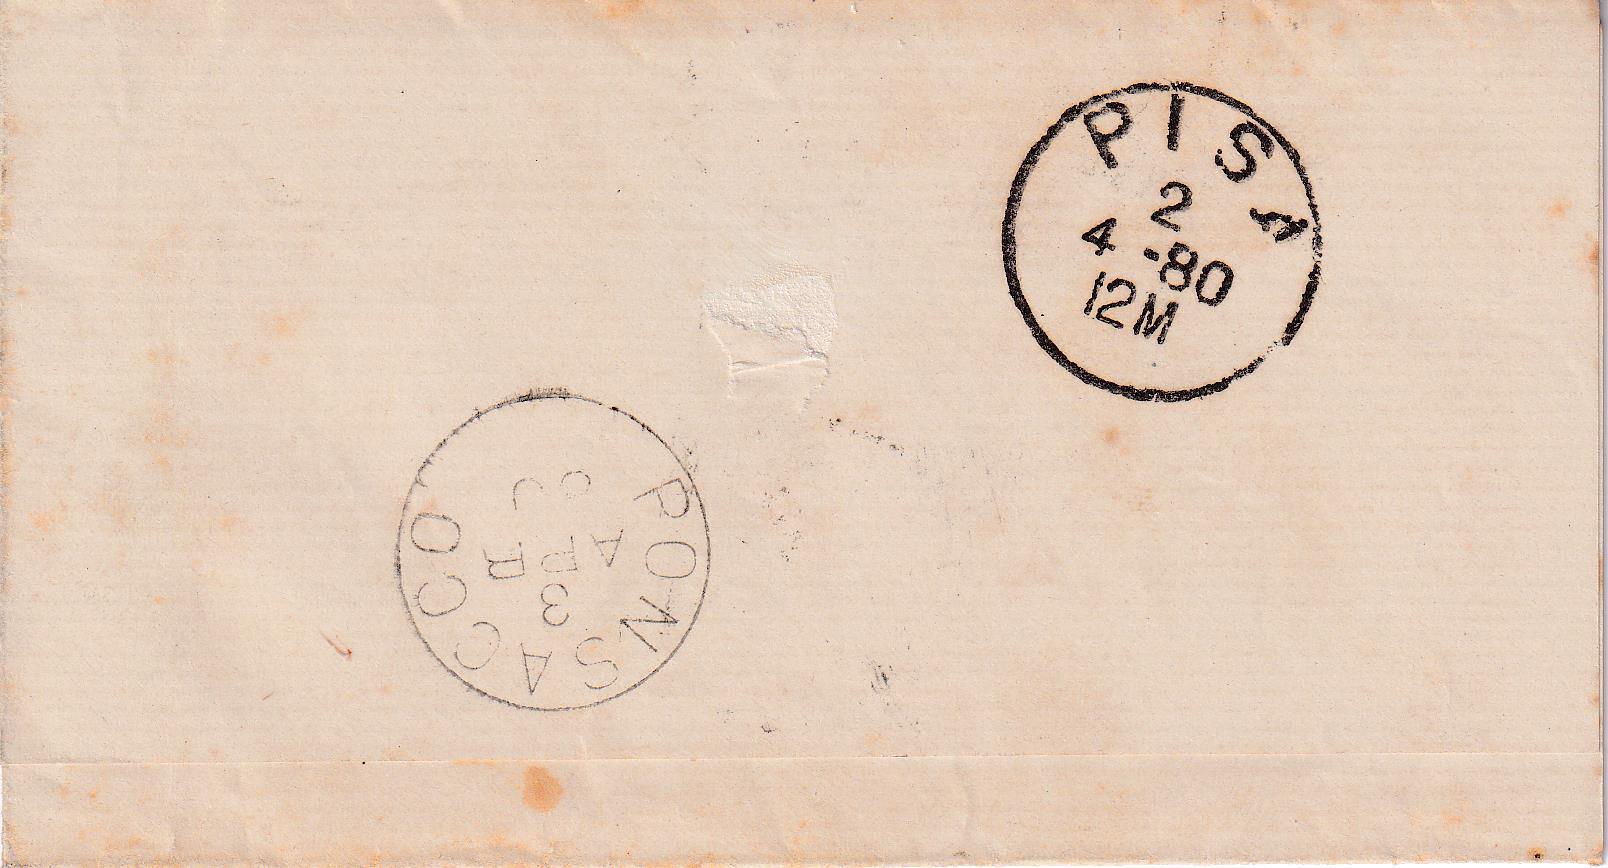 PISA
2
4 -80
12M
PONSACCO
3
APR